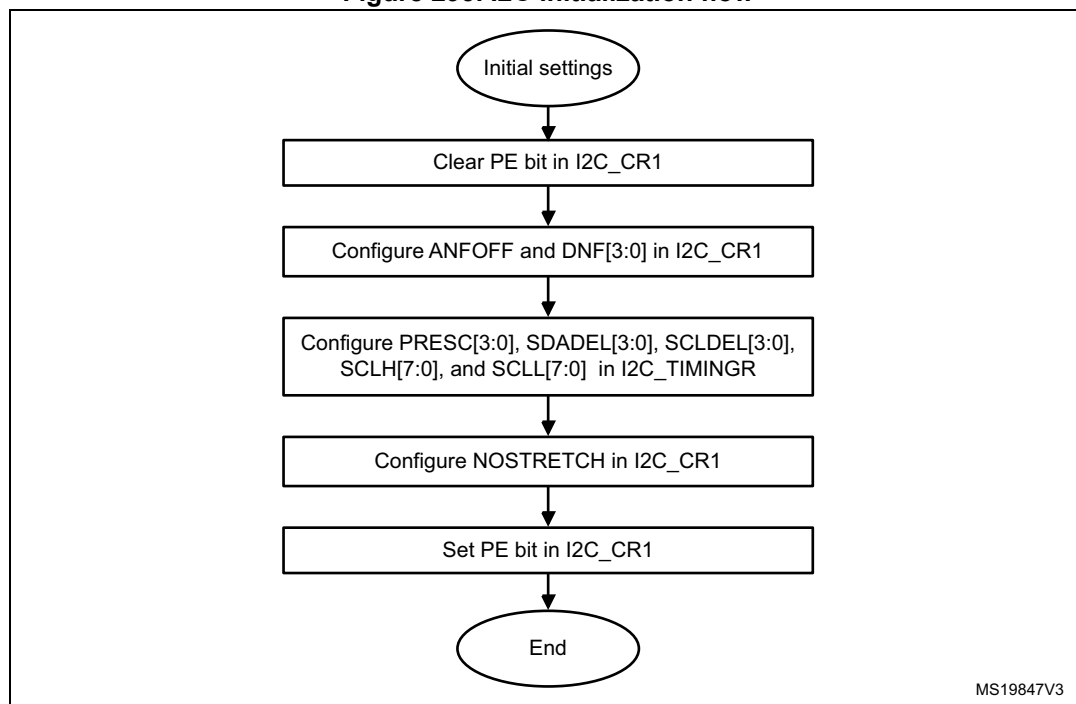 Initial settings
Clear PE bit in I2C_CR1
Configure ANFOFF and DNF[3:0] in I2C_CR1
Configure PRESC[3:0], SDADEL[3:0], SCLDEL[3:0],
SCLH[7:0], and SCLL[7:0] in I2C_TIMINGR
Configure NOSTRETCH in I2C_CR1
Set PE bit in I2C_CR1
End
MS19847V3